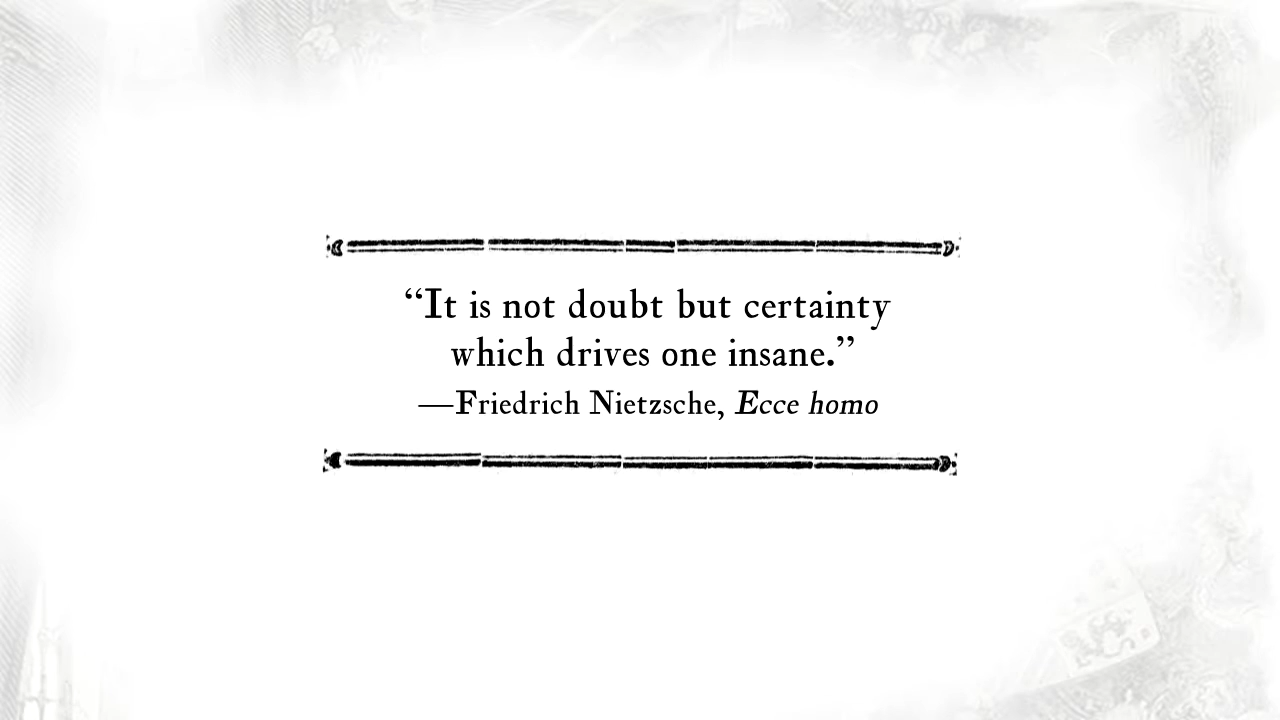 “It is not doubt but certainty
which drives one insane.”
—Friedrich Nietzsche, Ecce homo